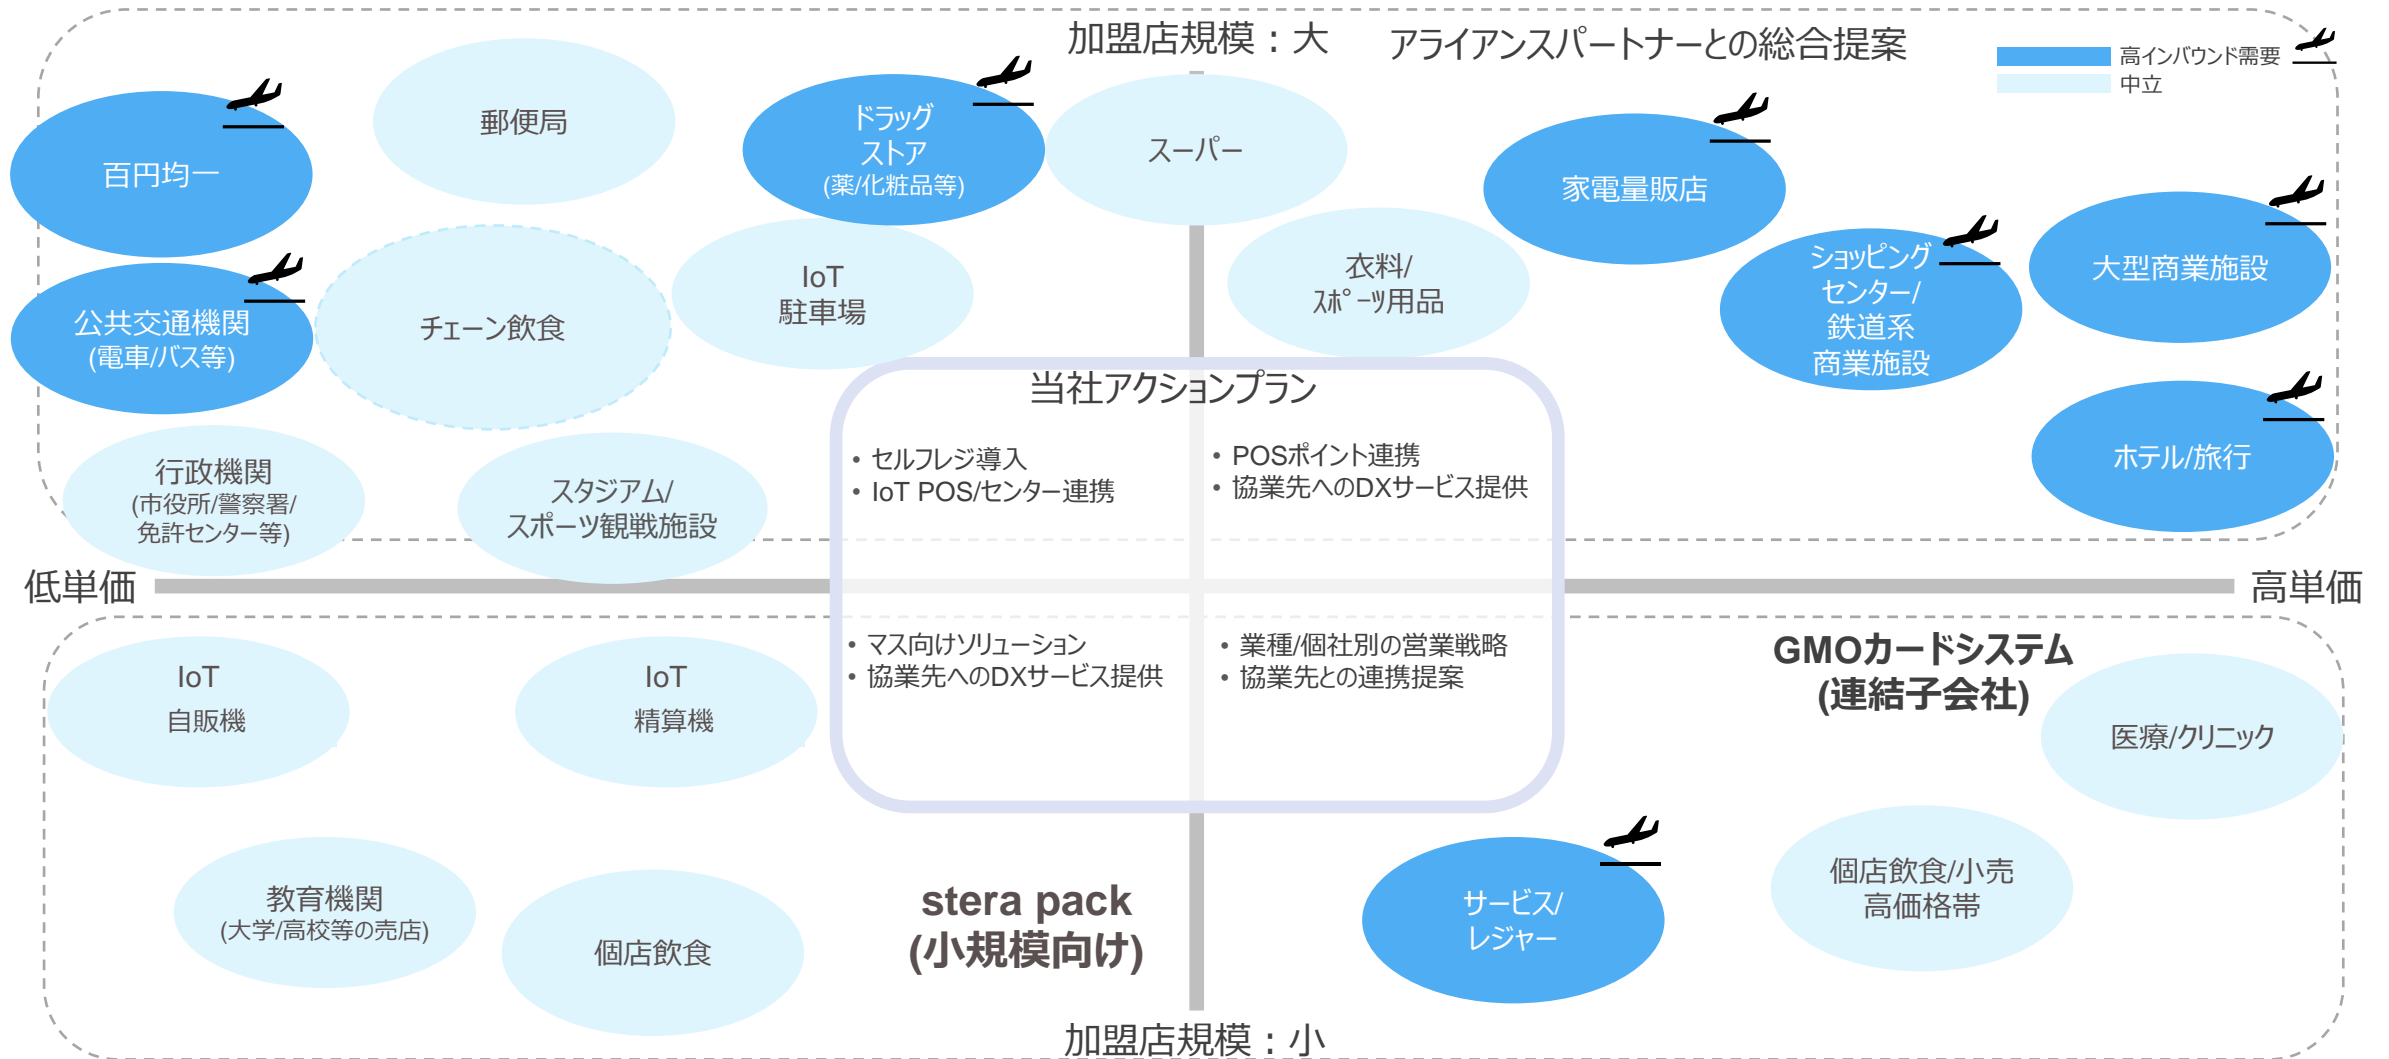 加盟店規模：大
アライアンスパートナーとの総合提案
高インバウンド需要
中立
百円均一
郵便局
ドラッグ
ストア
(薬/化粧品等)
スーパー
家電量販店
大型商業施設
ショッピング
センター/
鉄道系
商業施設
公共交通機関
(電車/バス等)
チェーン飲食
IoT
駐車場
衣料/
ｽﾎﾟｰﾂ用品
ホテル/旅行
行政機関
(市役所/警察署/
免許センター等)
スタジアム/
スポーツ観戦施設
当社アクションプラン
• セルフレジ導入
• IoT POS/センター連携
• POSポイント連携
• 協業先へのDXサービス提供
低単価
高単価
• マス向けソリューション
• 協業先へのDXサービス提供
• 業種/個社別の営業戦略
• 協業先との連携提案
GMOカードシステム
(連結子会社)
IoT
自販機
IoT
精算機
医療/クリニック
教育機関
(大学/高校等の売店)
個店飲食
stera pack
(小規模向け)
サービス/
レジャー
個店飲食/小売
高価格帯
加盟店規模：小